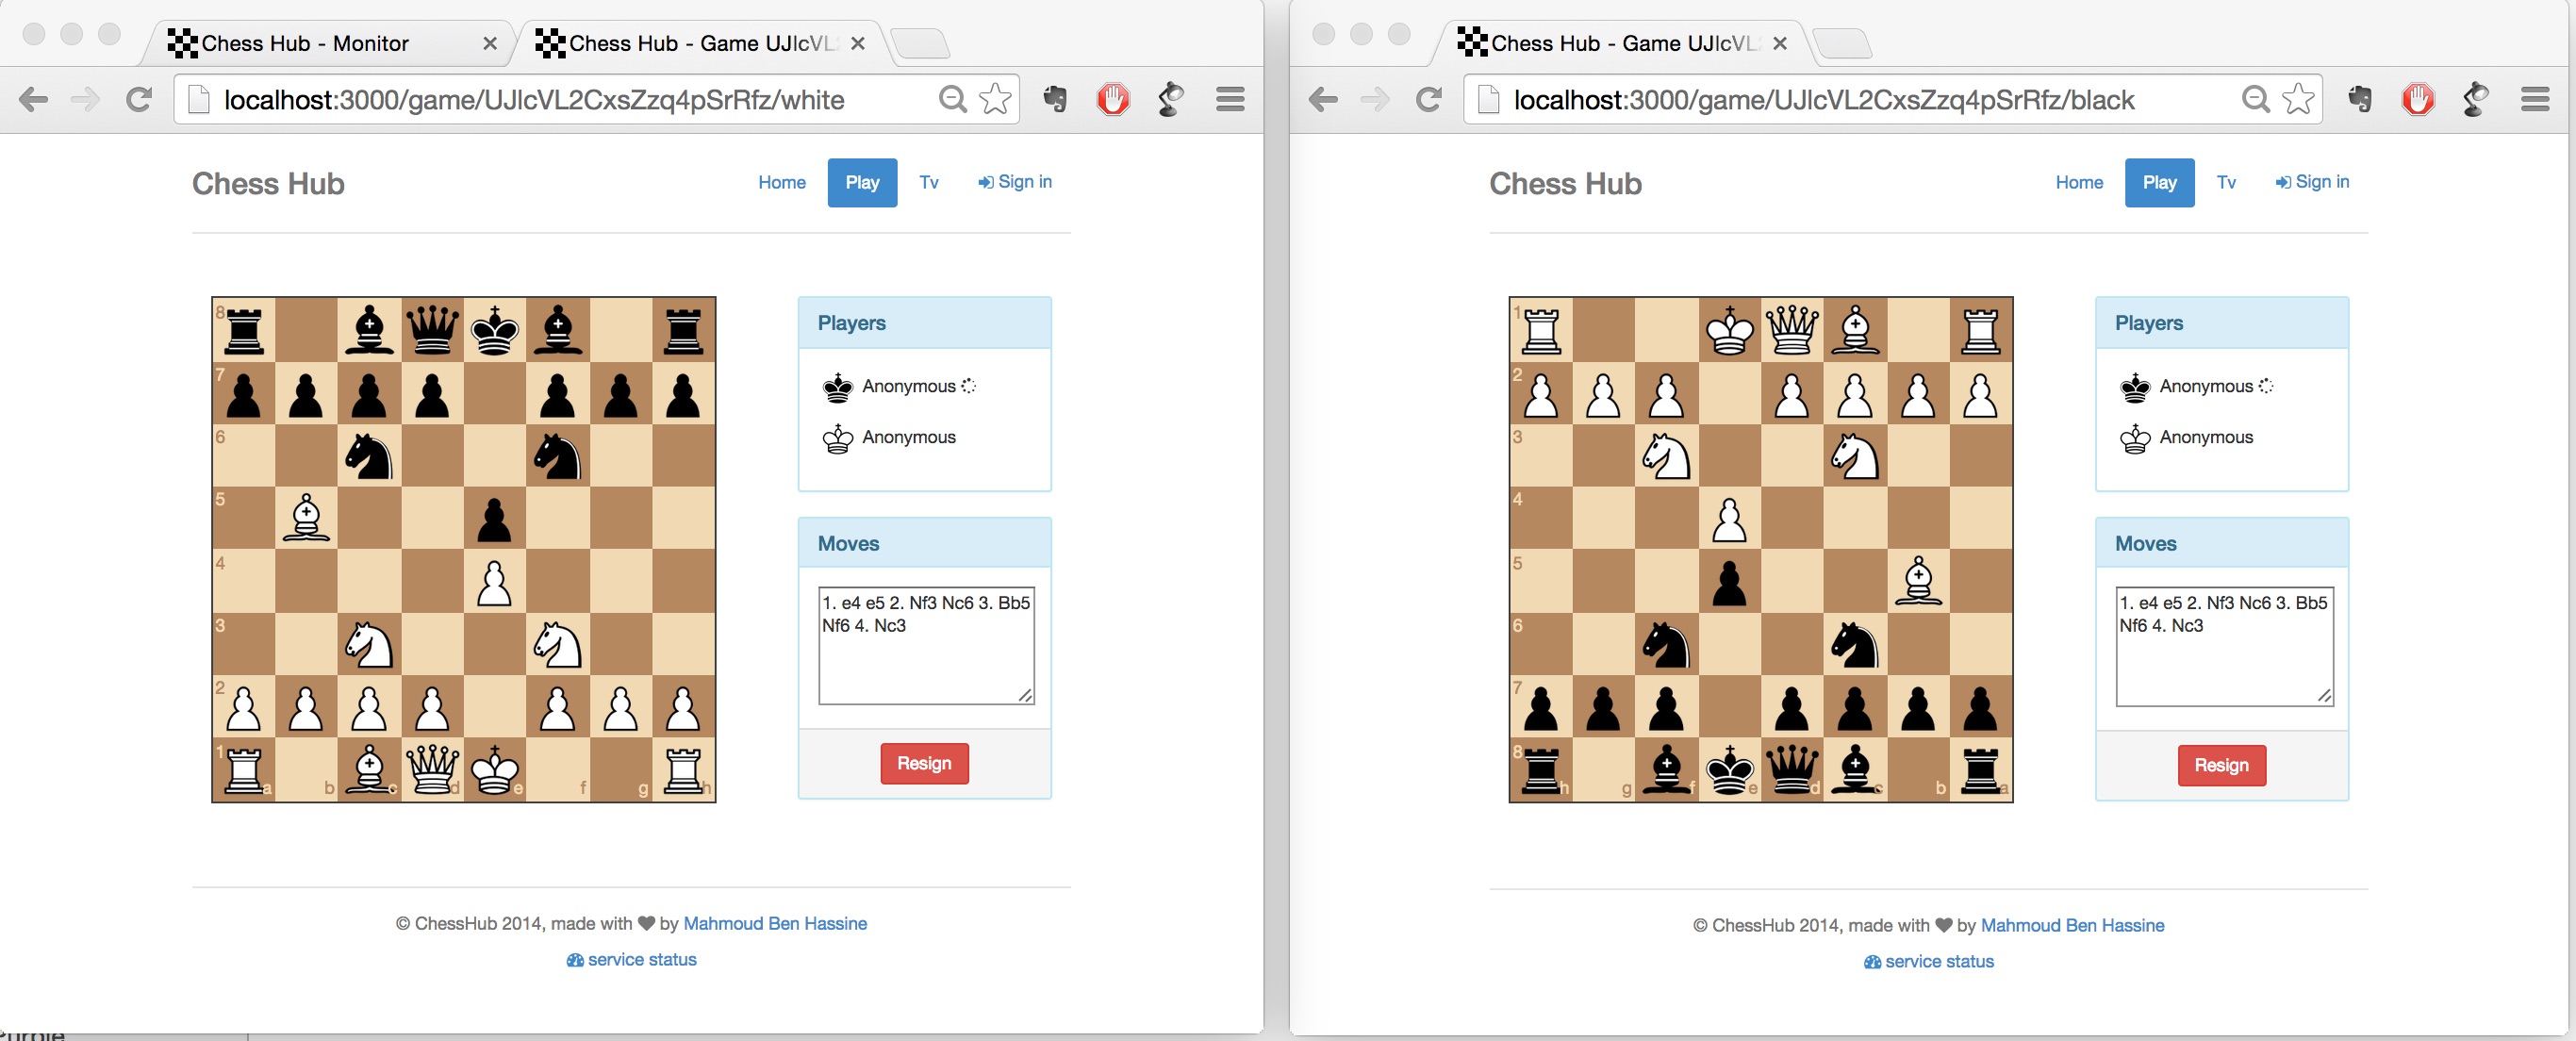 Chess Hub - Monitor
Chess Hub - Game UJIcVL
localhost:3000/game/UJIcVL2CxsZzq4pSrRfz/white
Chess Hub
Home
Play
Tv
Sign in
8
7
6
5
4
3
2
1
a
b
c
d
e
f
g
h
Players
Anonymous
Anonymous
Moves
1. e4 e5 2. Nf3 Nc6 3. Bb5
Nf6 4. Nc3
Resign
© ChessHub 2014, made with ❤ by Mahmoud Ben Hassine
service status
Chess Hub - Game UJIcVL
localhost:3000/game/UJIcVL2CxsZzq4pSrRfz/black
Chess Hub
Home
Play
Tv
Sign in
1
2
3
4
5
6
7
8
h
g
f
e
d
c
b
a
Players
Anonymous
Anonymous
Moves
1. e4 e5 2. Nf3 Nc6 3. Bb5
Nf6 4. Nc3
Resign
© ChessHub 2014, made with ❤ by Mahmoud Ben Hassine
service status